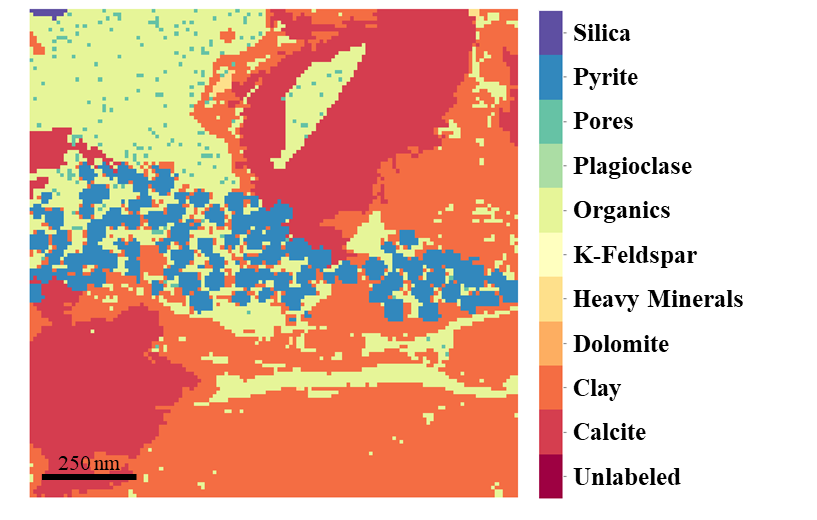 Silica
Pyrite
Pores
Plagioclase
Organics
K-Feldspar
Heavy Minerals
Dolomite
Clay
Calcite
Unlabeled
250 nm